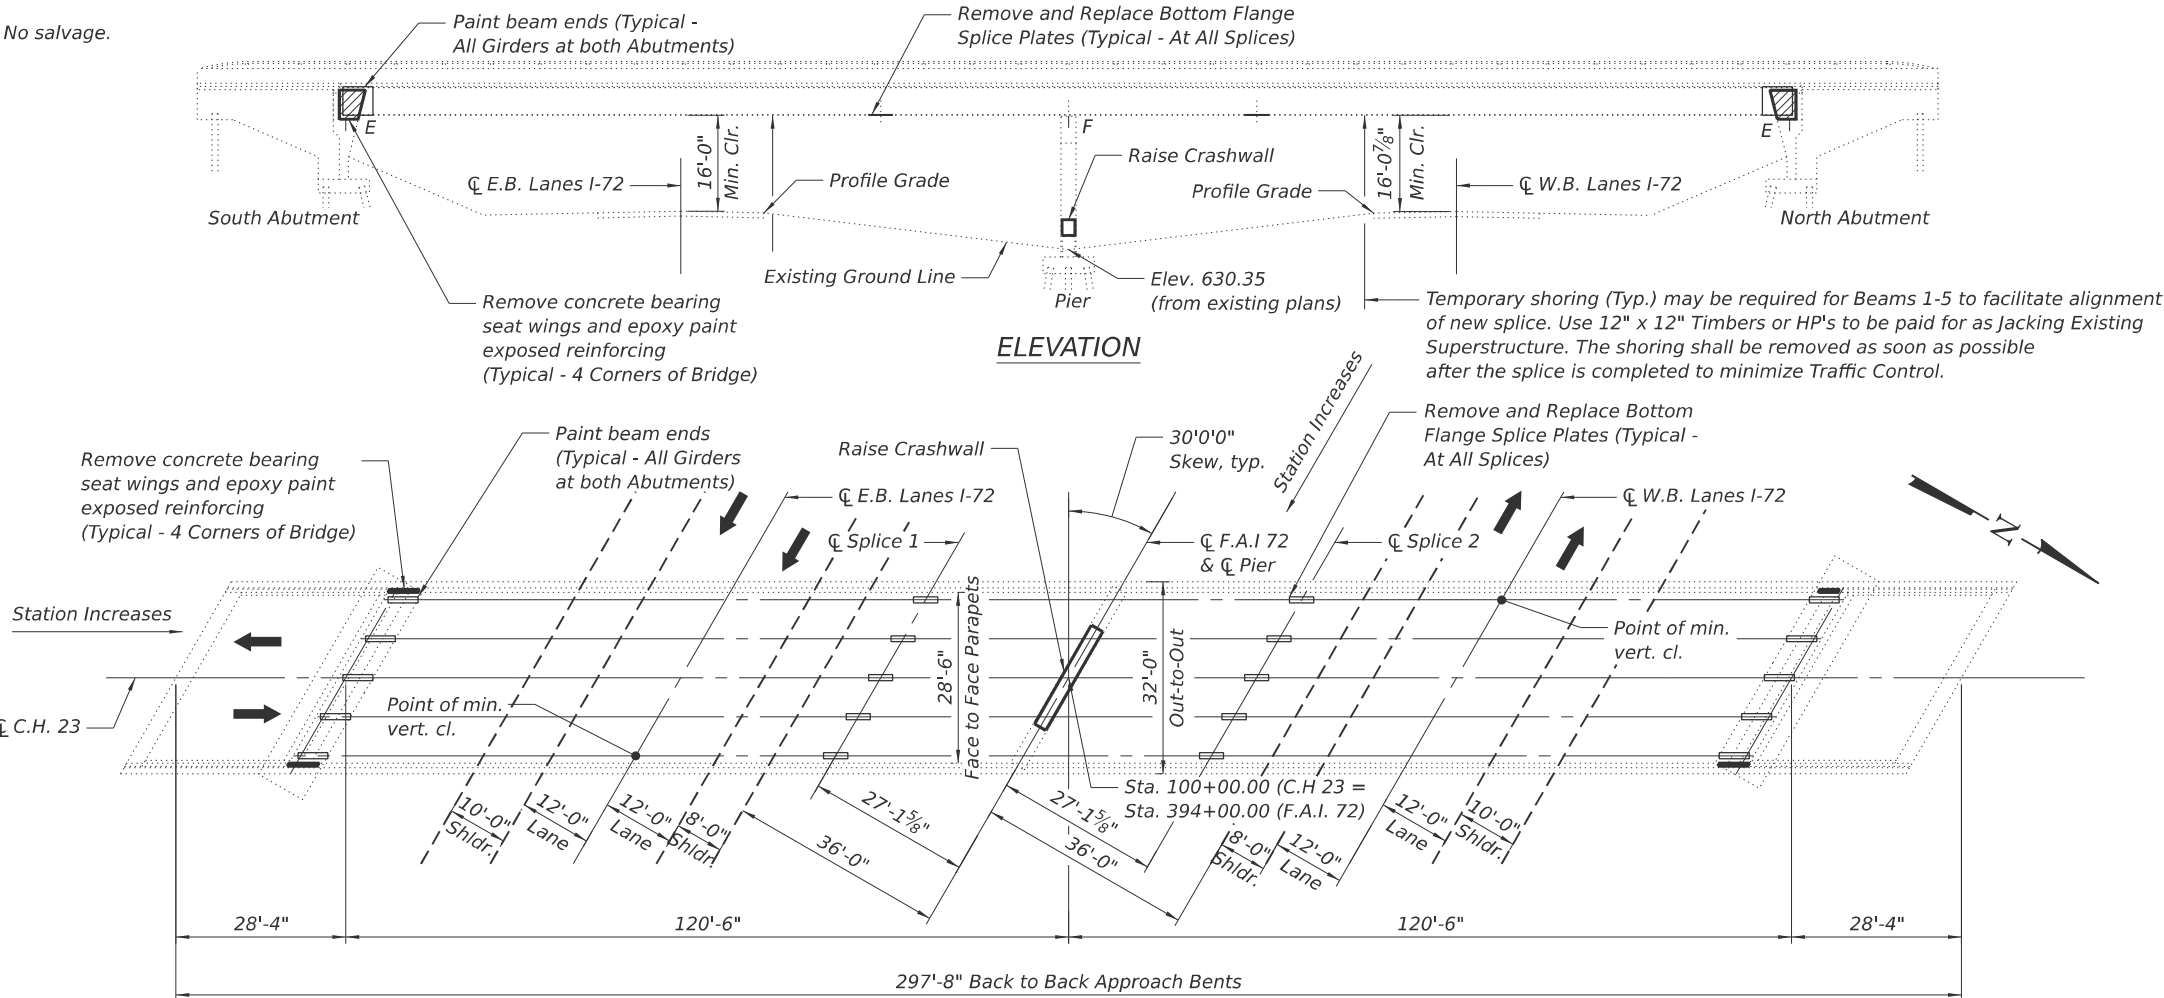 No salvage.
Paint beam ends (Typical -
All Girders at both Abutments)
Remove and Replace Bottom Flange
Splice Plates (Typical - At All Splices)
E
F
E
16'-0"
Min. Clr.
16'-0⅞"
Min. Clr.
Raise Crashwall
℄ E.B. Lanes I-72
Profile Grade
Profile Grade
℄ W.B. Lanes I-72
South Abutment
North Abutment
Existing Ground Line
Elev. 630.35
(from existing plans)
Pier
Remove concrete bearing
seat wings and epoxy paint
exposed reinforcing
(Typical - 4 Corners of Bridge)
Temporary shoring (Typ.) may be required for Beams 1-5 to facilitate alignment
of new splice. Use 12" x 12" Timbers or HP's to be paid for as Jacking Existing
Superstructure. The shoring shall be removed as soon as possible
after the splice is completed to minimize Traffic Control.
ELEVATION
Remove concrete bearing
seat wings and epoxy paint
exposed reinforcing
(Typical - 4 Corners of Bridge)
Paint beam ends
(Typical - All Girders
at both Abutments)
Raise Crashwall
30'0'0"
Skew, typ.
Station Increases
Remove and Replace Bottom
Flange Splice Plates (Typical -
At All Splices)
℄ E.B. Lanes I-72
℄ W.B. Lanes I-72
℄ Splice 1
℄ F.A.I 72
& ℄ Pier
℄ Splice 2
N
Station Increases
28'-6"
Face to Face Parapets
32'-0"
Out-to-Out
Point of min.
vert. cl.
Point of min.
vert. cl.
℄ C.H. 23
Sta. 100+00.00 (C.H 23 =
Sta. 394+00.00 (F.A.I. 72)
10'-0"
Shldr.
12'-0"
Lane
12'-0"
Lane
8'-0"
Shldr.
27'-1⅝"
36'-0"
27'-1⅝"
36'-0"
8'-0"
Shldr.
12'-0"
Lane
12'-0"
Lane
10'-0"
Shldr.
28'-4"
120'-6"
120'-6"
28'-4"
297'-8" Back to Back Approach Bents